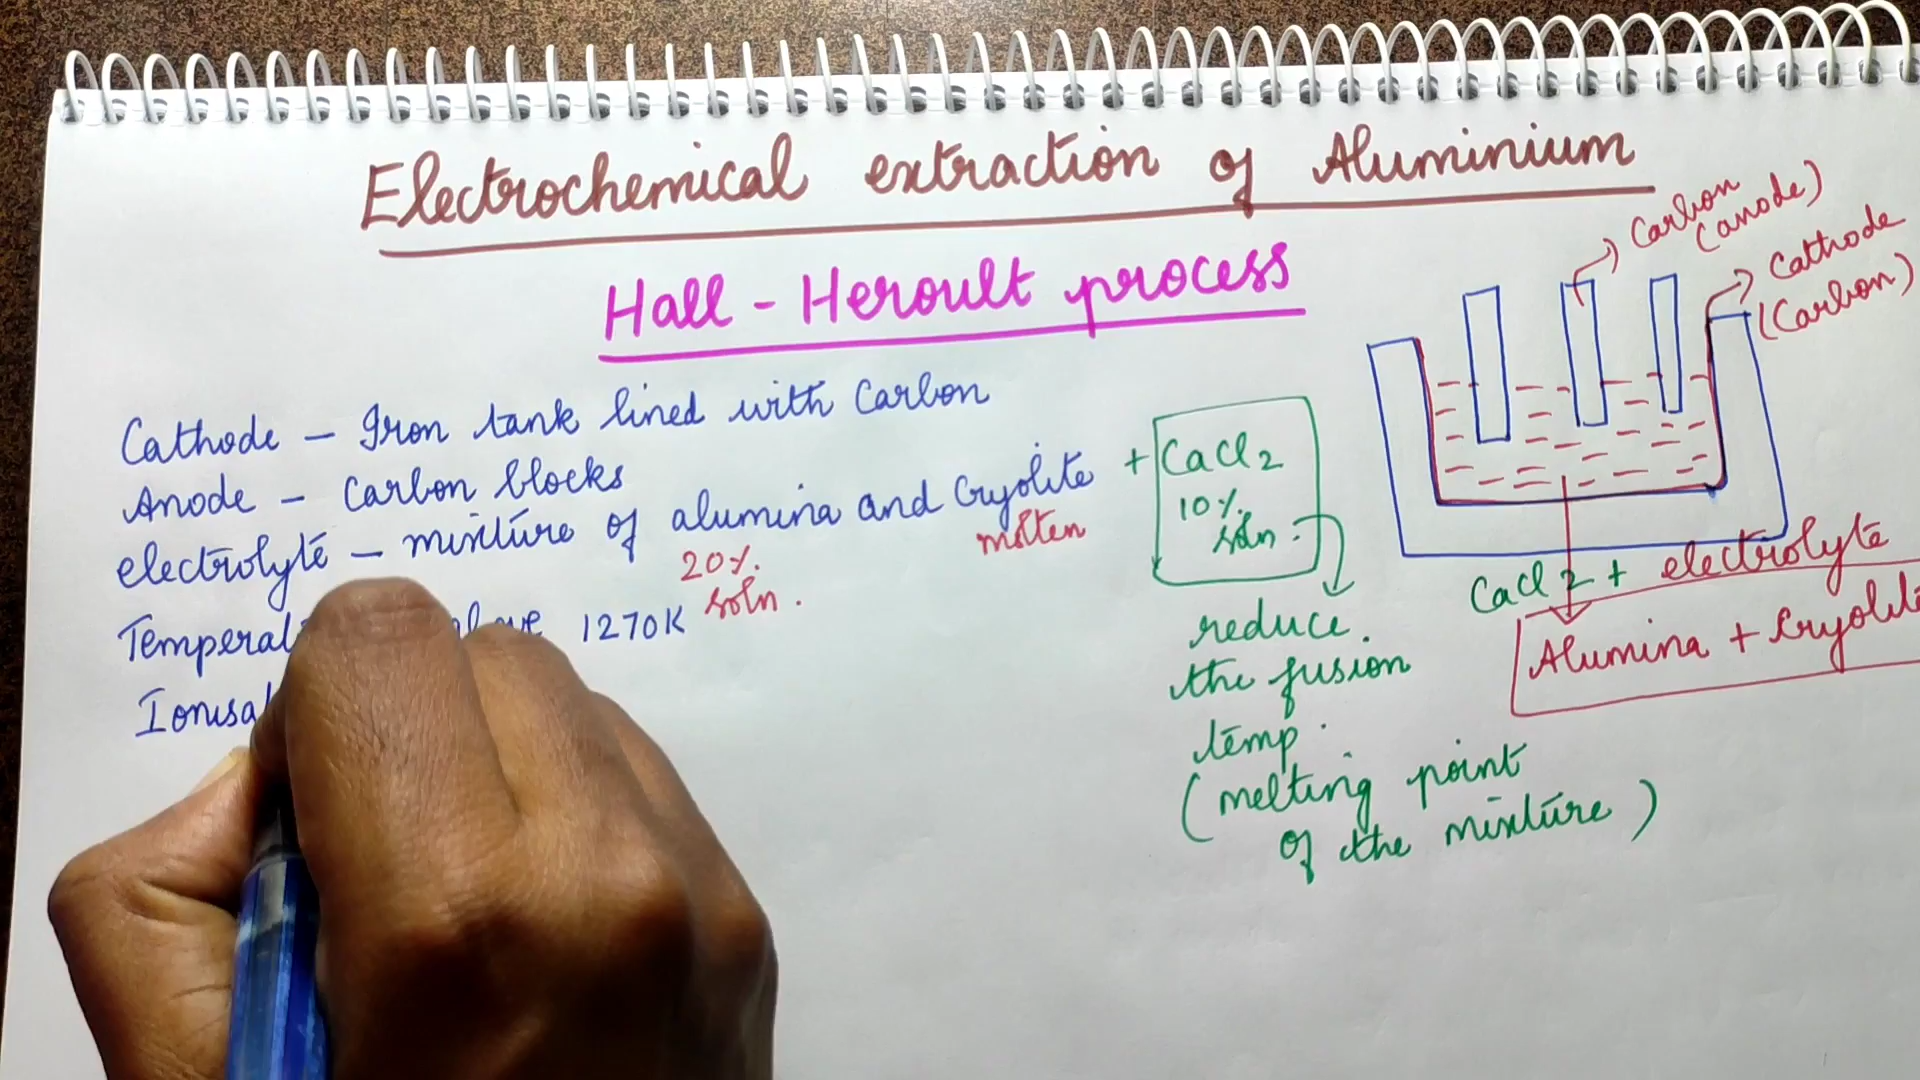 Electrochemical extraction of Aluminium
Hall - Heroult process
Carbon
(anode)
Cathode
(Carbon)
Cathode - Iron tank lined with Carbon
Anode - Carbon blocks
electrolyte - mixture of alumina and Cryolite + CaCl2
20%
soln.
molten
10%
soln.
1270K
reduce
the fusion
temp.
(melting point
of the mixture)
CaCl2 + electrolyte
Alumina + Cryolite